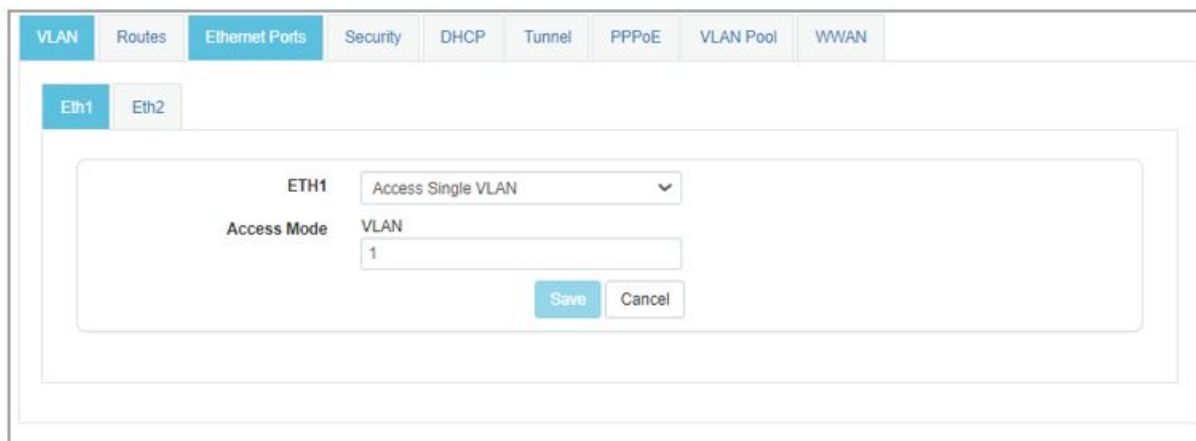 VLAN Routes Ethernet Ports Security DHCP Tunnel PPPoE VLAN Pool WWAN
Eth1 Eth2
ETH1 Access Single VLAN
Access Mode VLAN
1
Save Cancel